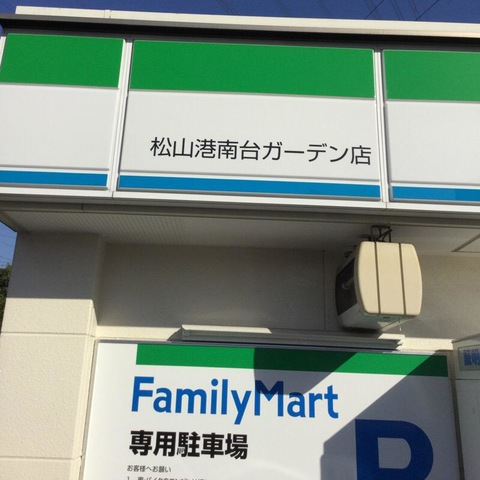 松山港南台ガーデン店
FamilyMart
専用駐車場
P
お客様へお願い